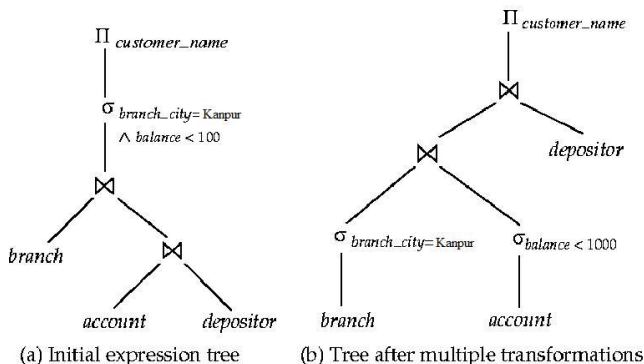 Π customer_name
σ branch_city=Kanpur
∧ balance < 100
⋈
branch
⋈
account
depositor
(a) Initial expression tree
Π customer_name
⋈
⋈
depositor
σ branch_city=Kanpur
σ balance < 1000
branch
account
(b) Tree after multiple transformations